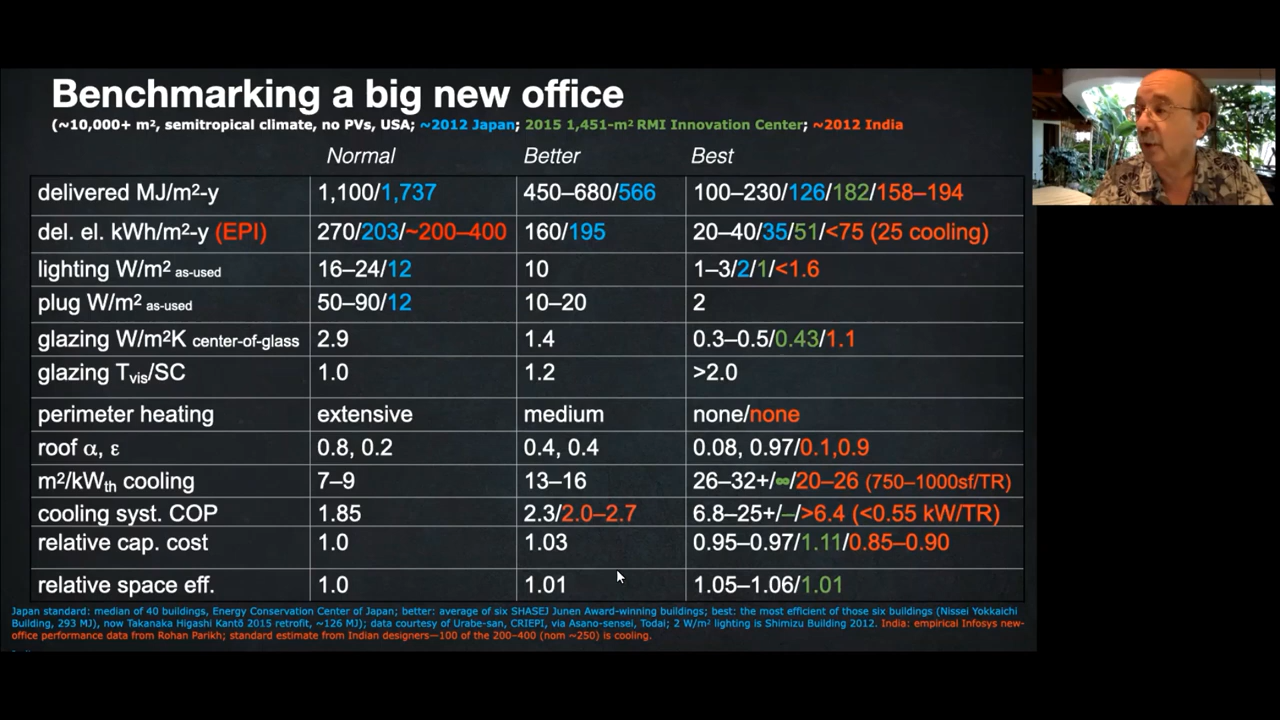 Benchmarking a big new office
(~10,000+ m², semitropical climate, no PVs, USA; ~2012 Japan; 2015 1,451-m² RMI Innovation Center; ~2012 India
Normal Better Best
delivered MJ/m²-y 1,100/1,737 450–680/566 100–230/126/182/158–194
del. el. kWh/m²-y (EPI) 270/203/~200–400 160/195 20–40/35/51/<75 (25 cooling)
lighting W/m² as-used 16–24/12 10 1–3/2/1/<1.6
plug W/m² as-used 50–90/12 10–20 2
glazing W/m²K center-of-glass 2.9 1.4 0.3–0.5/0.43/1.1
glazing Tvis/SC 1.0 1.2 >2.0
perimeter heating extensive medium none/none
roof α, ε 0.8, 0.2 0.4, 0.4 0.08, 0.97/0.1,0.9
m²/kWth cooling 7–9 13–16 26–32+/∞/20–26 (750–1000sf/TR)
cooling syst. COP 1.85 2.3/2.0–2.7 6.8–25+/–/>6.4 (<0.55 kW/TR)
relative cap. cost 1.0 1.03 0.95–0.97/1.11/0.85–0.90
relative space eff. 1.0 1.01 1.05–1.06/1.01
Japan standard: median of 40 buildings, Energy Conservation Center of Japan; better: average of six SHASEJ Junen Award-winning buildings; best: the most efficient of those six buildings (Nissei Yokkaichi
Building, 293 MJ), now Takanaka Higashi Kantō 2015 retrofit, ~126 MJ); data courtesy of Urabe-san, CRIEPI, via Asano-sensei, Todai; 2 W/m² lighting is Shimizu Building 2012. India: empirical Infosys new-
office performance data from Rohan Parikh; standard estimate from Indian designers—100 of the 200–400 (nom ~250) is cooling.